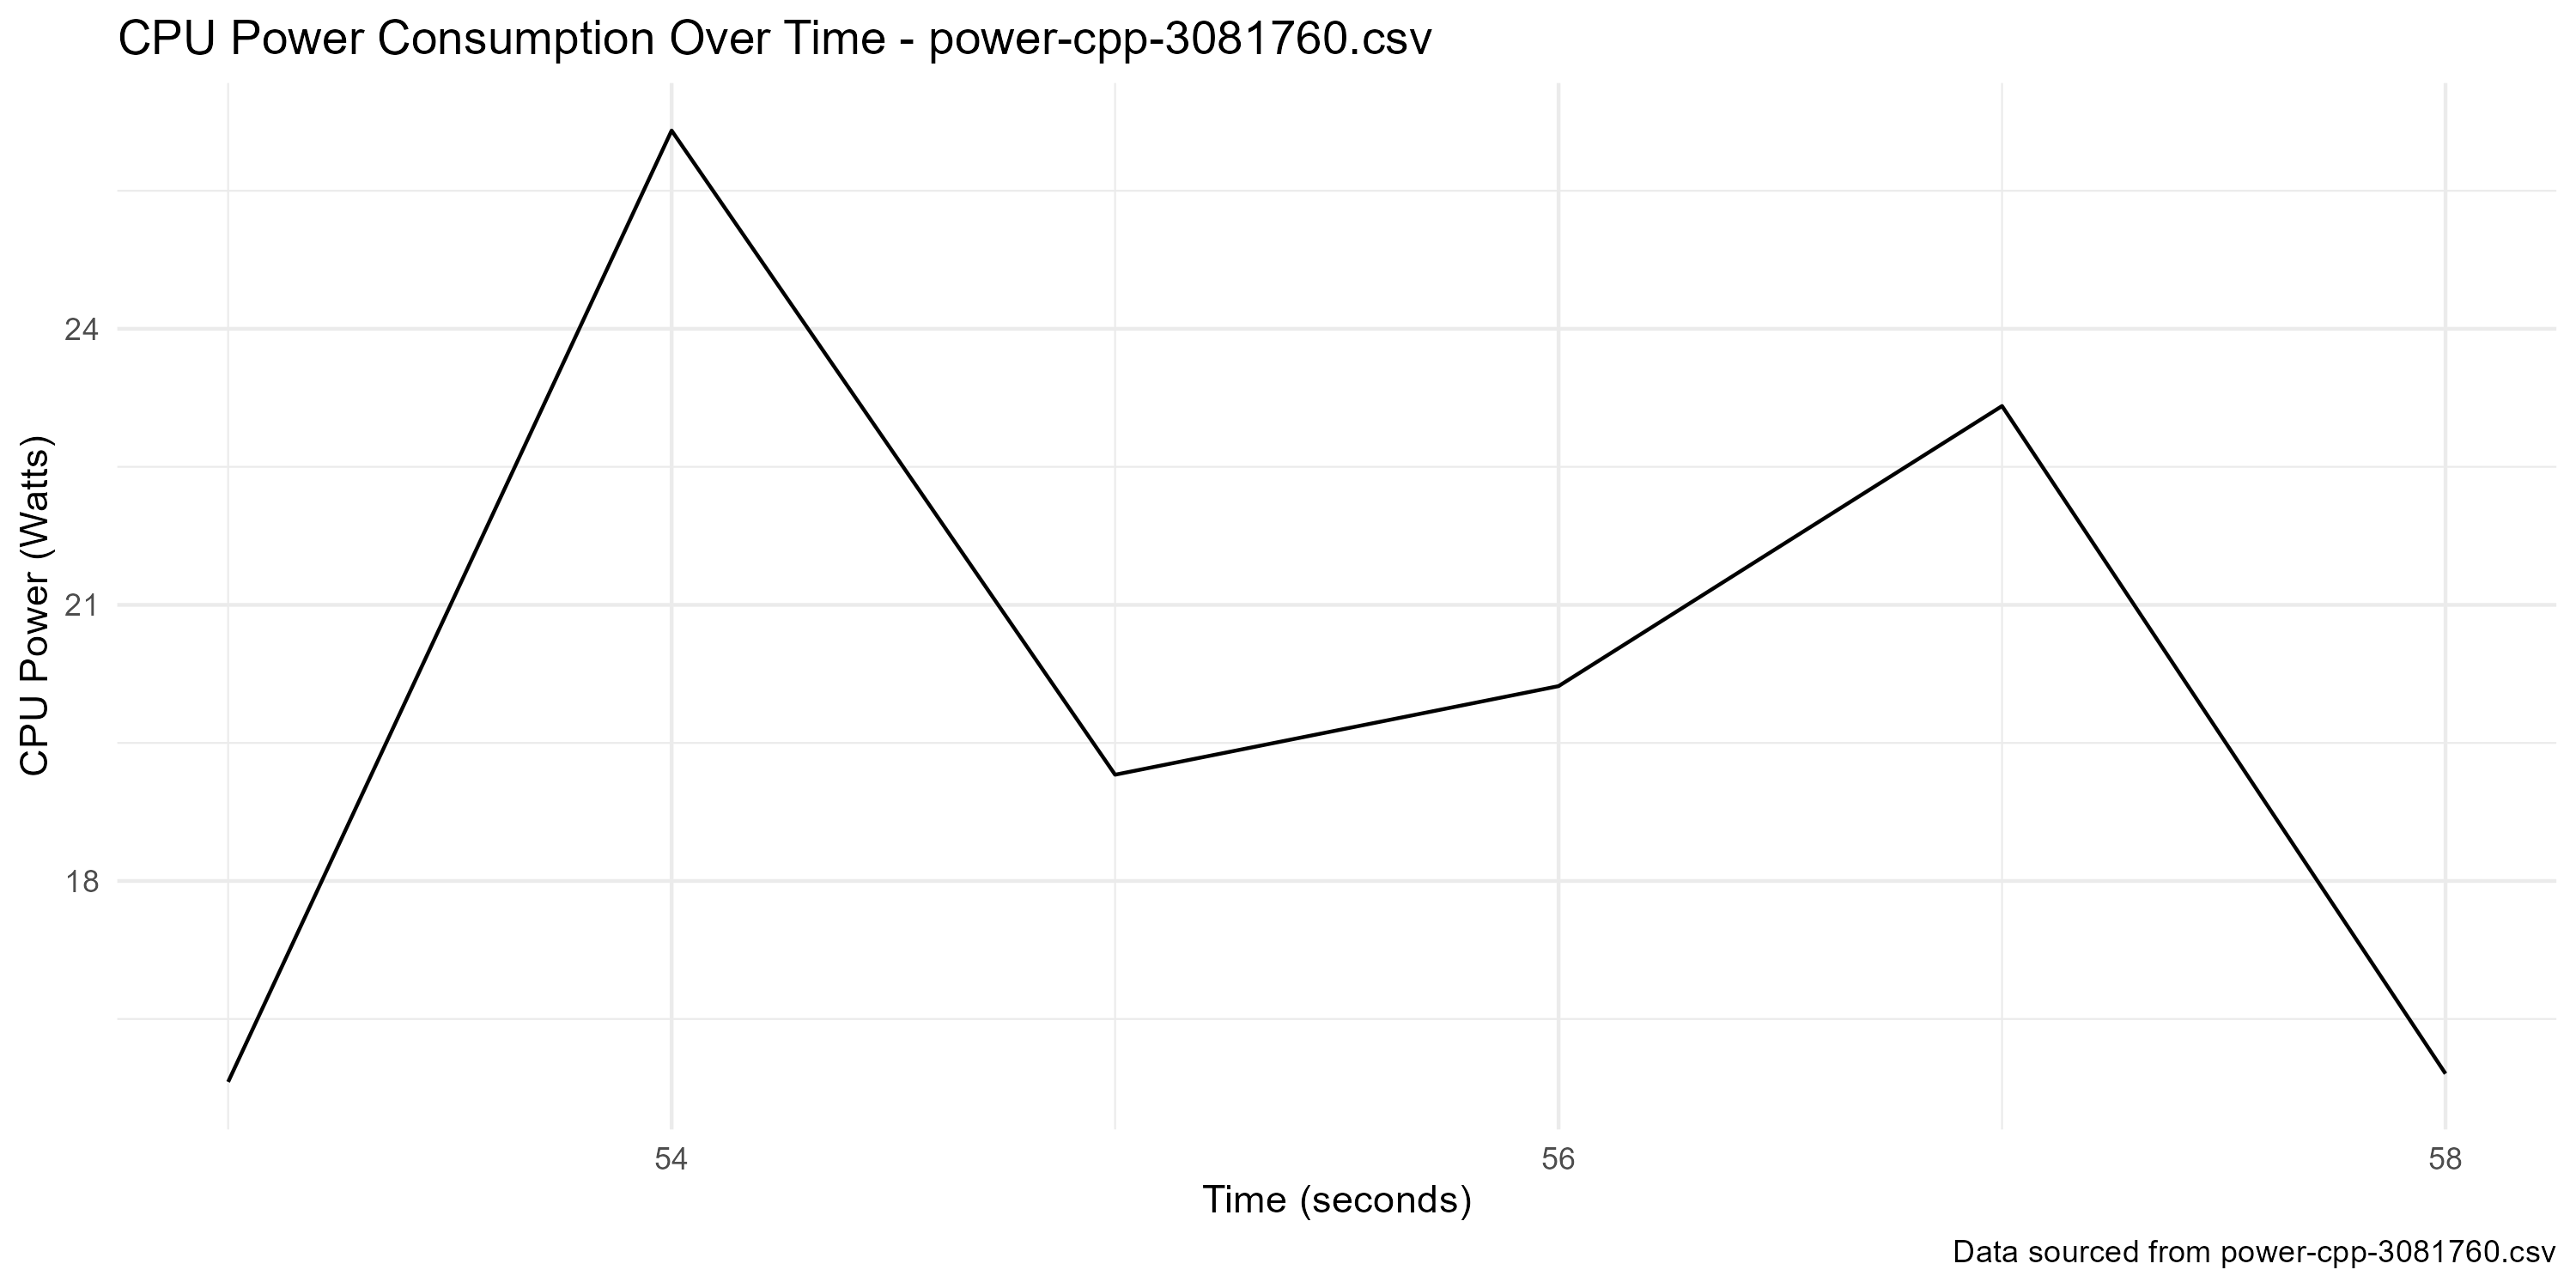 CPU Power Consumption Over Time - power-cpp-3081760.csv
CPU Power (Watts)
24
21
18
54
56
58
Time (seconds)
Data sourced from power-cpp-3081760.csv